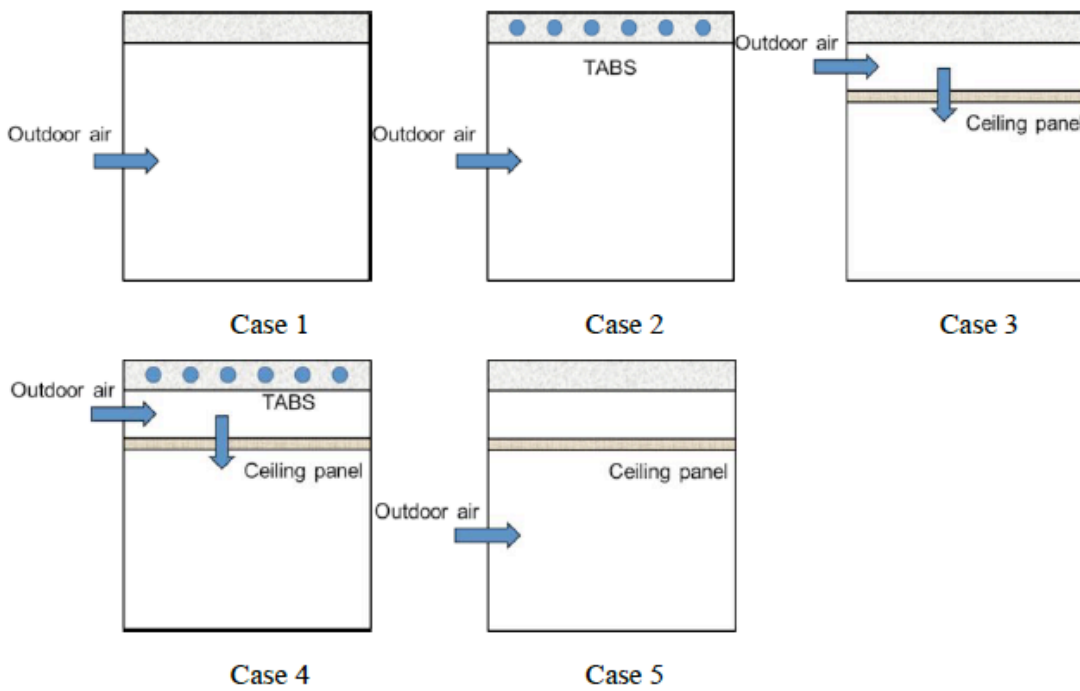 Outdoor air
Case 1
TABS
Outdoor air
Case 2
Outdoor air
Ceiling panel
Case 3
Outdoor air
TABS
Ceiling panel
Case 4
Ceiling panel
Outdoor air
Case 5